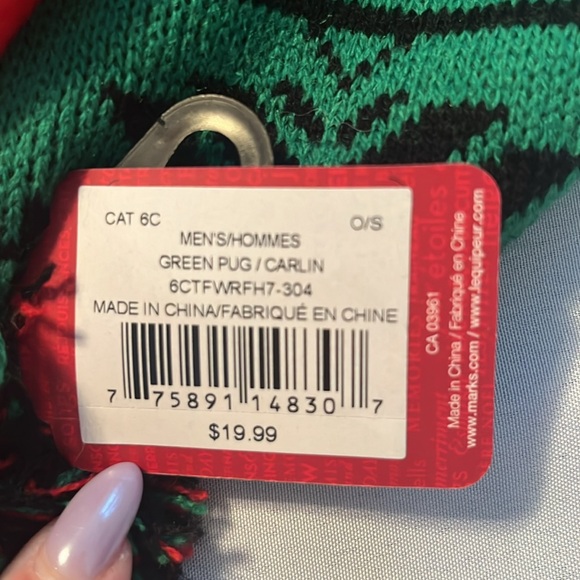 CAT 6C
O/S
MEN'S/HOMMES
GREEN PUG / CARLIN
6CTFWRFH7-304
MADE IN CHINA/FABRIQUÉ EN CHINE
7 75891 14830 7
$19.99
CA 03961
Made in China / Fabriqué en Chine
www.marks.com / www.lequipeur.com
étoiles